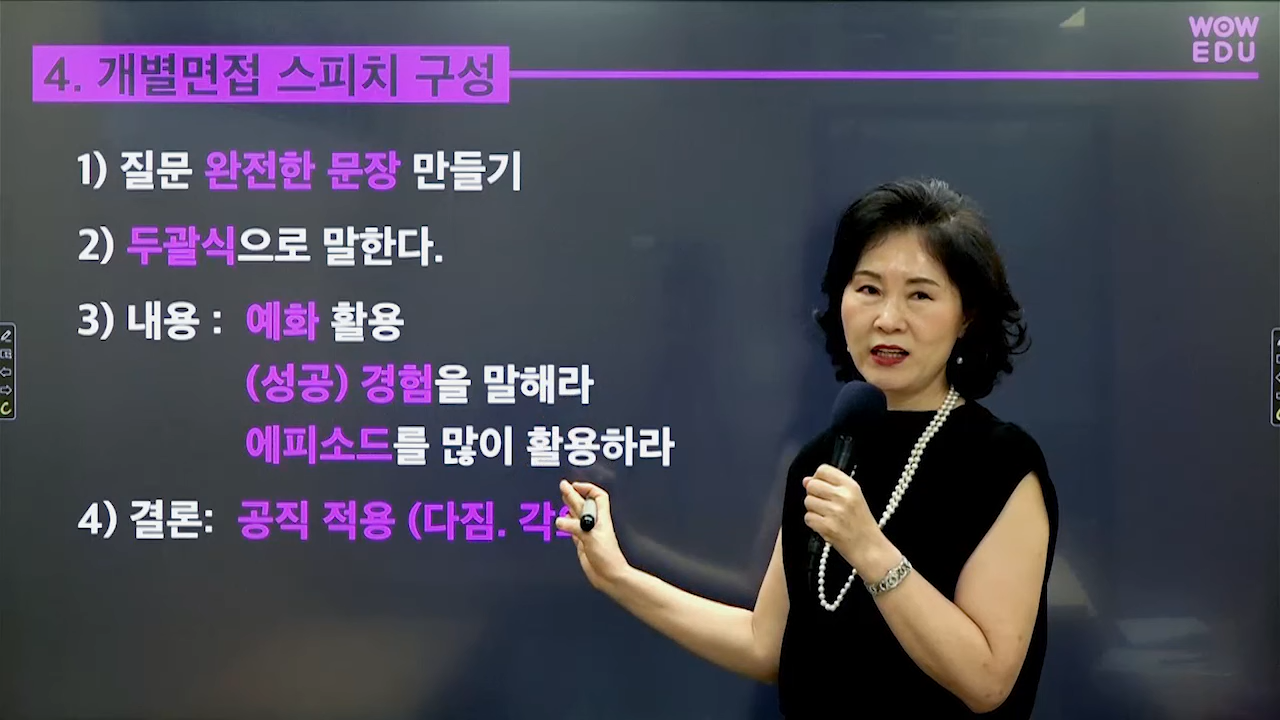 WOW
EDU
4. 개별면접 스피치 구성
1) 질문 완전한 문장 만들기
2) 두괄식으로 말한다.
3) 내용 : 예화 활용
(성공) 경험을 말해라
에피소드를 많이 활용하라
4) 결론: 공직 적용 (다짐.